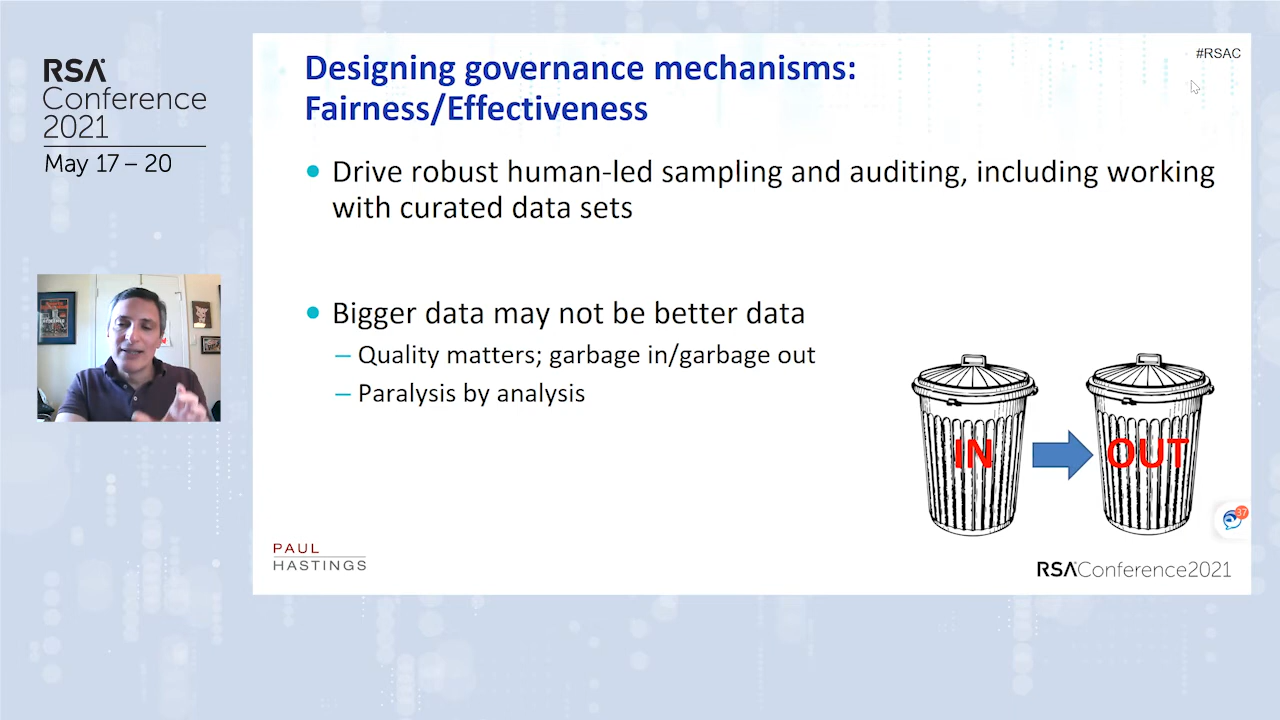 RSA
Conference
2021
May 17 – 20
#RSAC
Designing governance mechanisms:
Fairness/Effectiveness
• Drive robust human-led sampling and auditing, including working
with curated data sets
• Bigger data may not be better data
– Quality matters; garbage in/garbage out
– Paralysis by analysis
IN
OUT
37
PAUL
HASTINGS
RSAConference2021